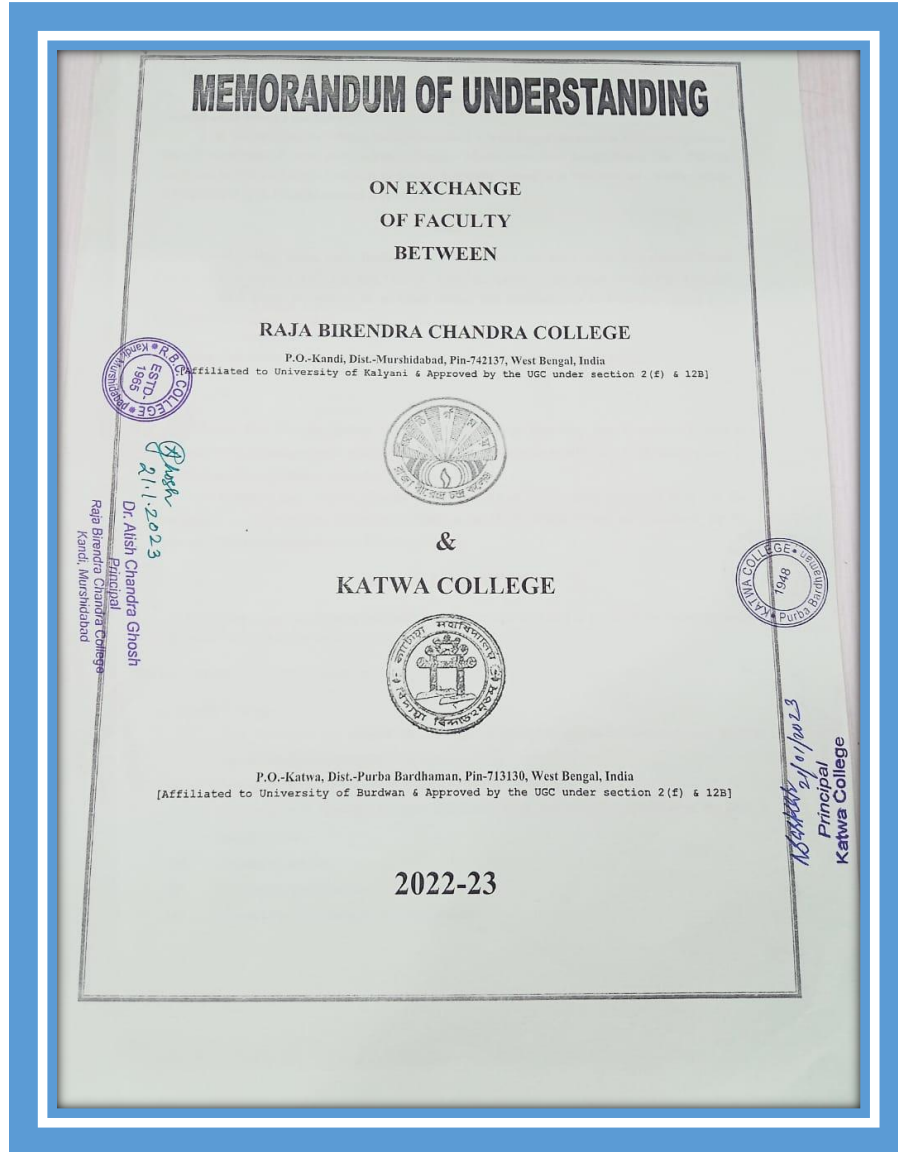 MEMORANDUM OF UNDERSTANDING
ON EXCHANGE
OF FACULTY
BETWEEN
RAJA BIRENDRA CHANDRA COLLEGE
P.O.-Kandi, Dist.-Murshidabad, Pin-742137, West Bengal, India
[Affiliated to University of Kalyani & Approved by the UGC under section 2(f) & 12B]
R.B.C. COLLEGE
Kandi, Murshidabad
ESTD-
1965
Ghosh
21.1.2023
Dr. Atish Chandra Ghosh
Principal
Raja Birendra Chandra College
Kandi, Murshidabad
&
KATWA COLLEGE
KATWA COLLEGE
Purba Bardhaman
1948
P.O.-Katwa, Dist.-Purba Bardhaman, Pin-713130, West Bengal, India
[Affiliated to University of Burdwan & Approved by the UGC under section 2(f) & 12B]
21/01/2023
Principal
Katwa College
2022-23